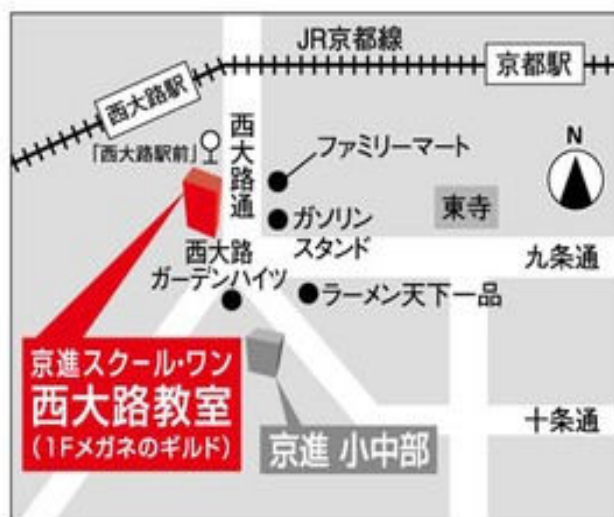 JR京都線
京都駅
西大路駅
「西大路駅前」
西大路通
ファミリーマート
N
ガソリン
スタンド
東寺
西大路
ガーデンハイツ
九条通
ラーメン天下一品
京進スクール・ワン
西大路教室
(1Fメガネのギルド)
京進 小中部
十条通